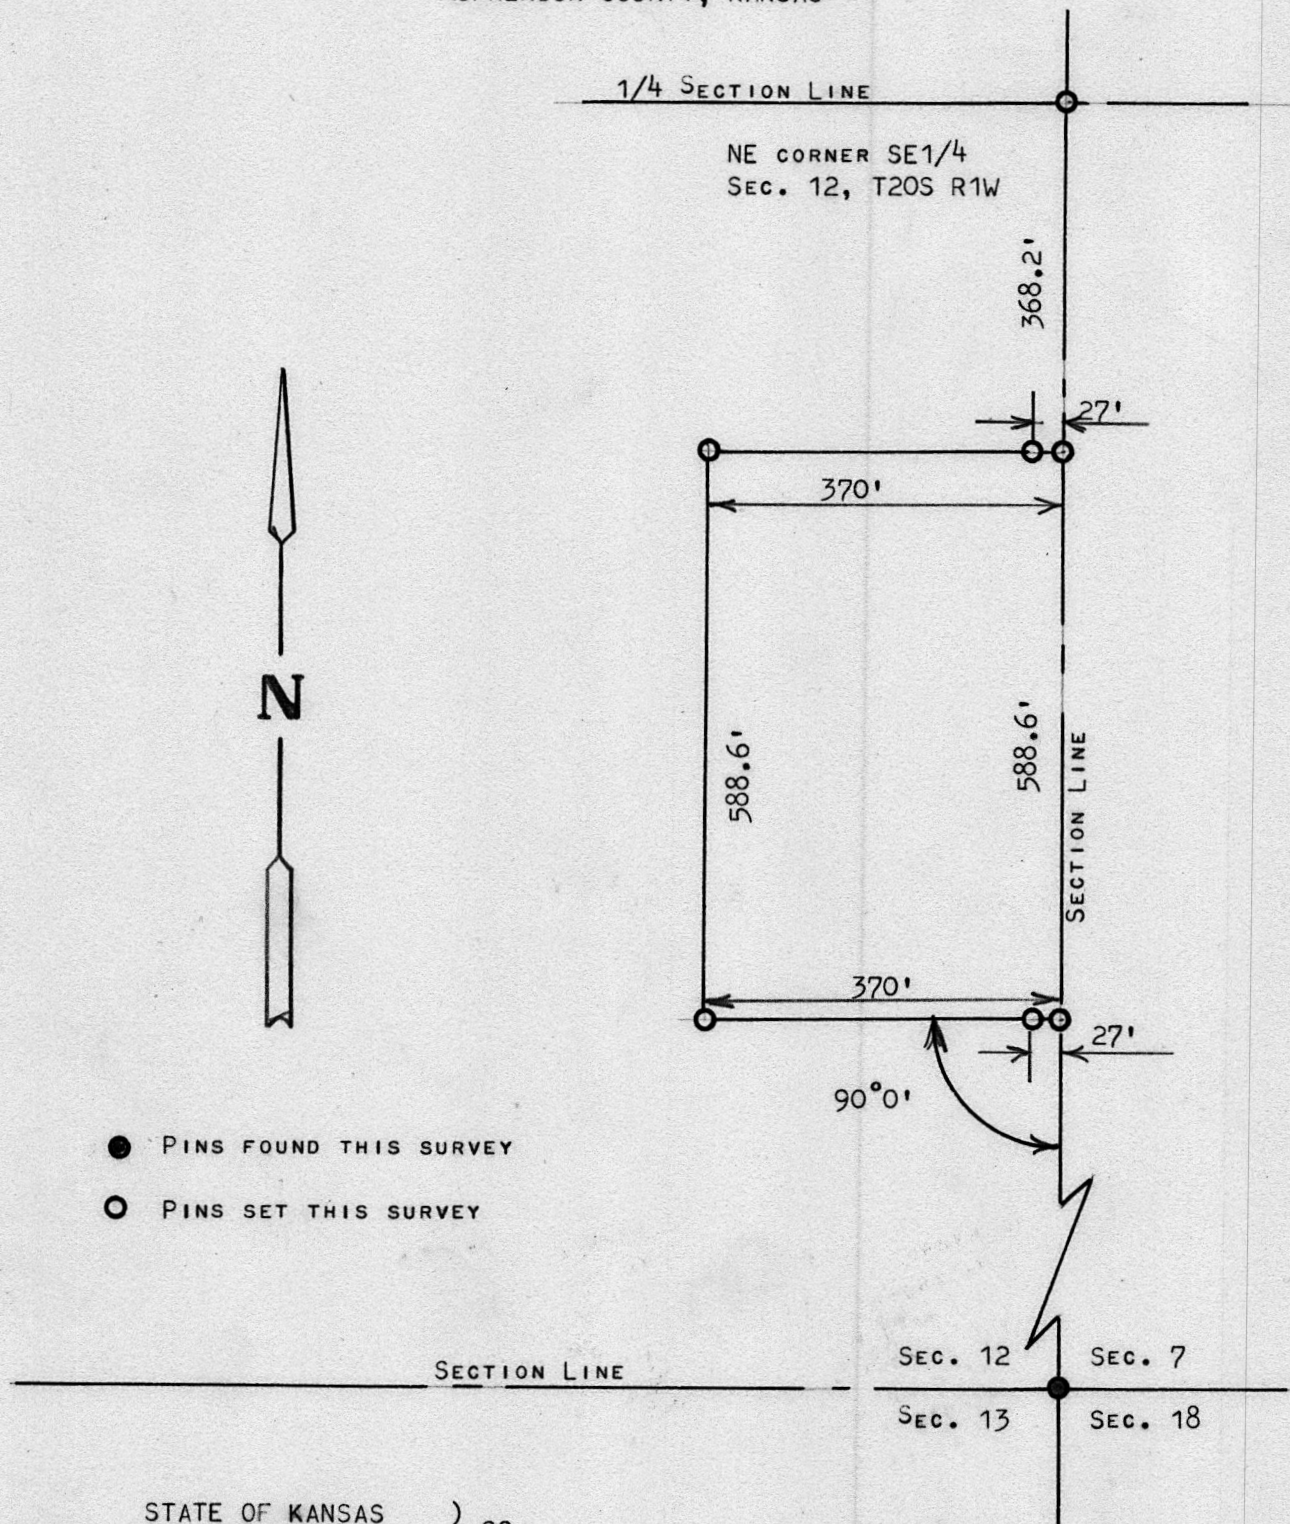 COUNTY, KANSAS
1/4 SECTION LINE
NE CORNER SE1/4
SEC. 12, T20S R1W
368.2'
27'
370'
N
588.6'
588.6'
SECTION LINE
370'
27'
90°0'
PINS FOUND THIS SURVEY
PINS SET THIS SURVEY
SECTION LINE
SEC. 12
SEC. 7
SEC. 13
SEC. 18
STATE OF KANSAS )